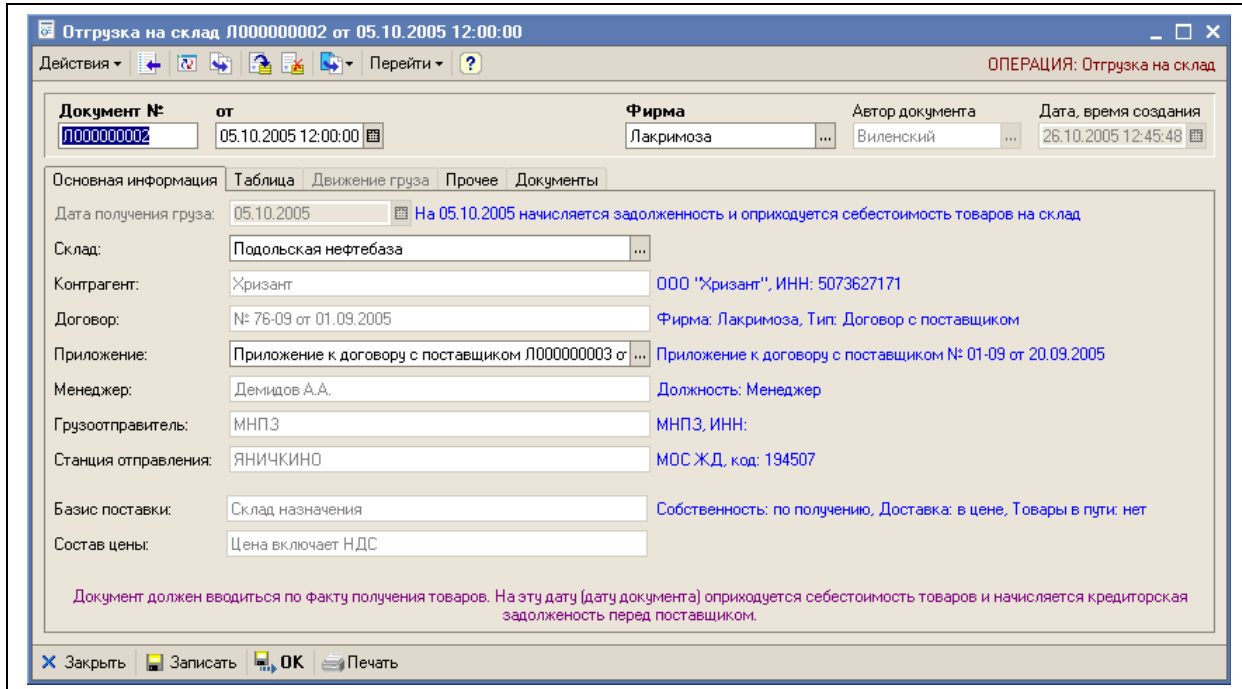 Отгрузка на склад Л000000002 от 05.10.2005 12:00:00
Действия Перейти ? ОПЕРАЦИЯ: Отгрузка на склад
Документ № от Фирма Автор документа Дата, время создания
Л000000002 05.10.2005 12:00:00 Лакримоза ... Виленский ... 26.10.2005 12:45:48
Основная информация Таблица Движение груза Прочее Документы
Дата получения груза: 05.10.2005 На 05.10.2005 начисляется задолженность и оприходуется себестоимость товаров на склад
Склад: Подольская нефтебаза ...
Контрагент: Хризант ООО "Хризант", ИНН: 5073627171
Договор: № 76-09 от 01.09.2005 Фирма: Лакримоза, Тип: Договор с поставщиком
Приложение: Приложение к договору с поставщиком Л000000003 от ... Приложение к договору с поставщиком № 01-09 от 20.09.2005
Менеджер: Демидов А.А. Должность: Менеджер
Грузоотправитель: МНПЗ МНПЗ, ИНН:
Станция отправления: ЯНИЧКИНО МОС ЖД, код: 194507
Базис поставки: Склад назначения Собственность: по получению, Доставка: в цене, Товары в пути: нет
Состав цены: Цена включает НДС
Документ должен вводиться по факту получения товаров. На эту дату (дату документа) оприходуется себестоимость товаров и начисляется кредиторская
задолженость перед поставщиком.
Закрыть Записать OK Печать